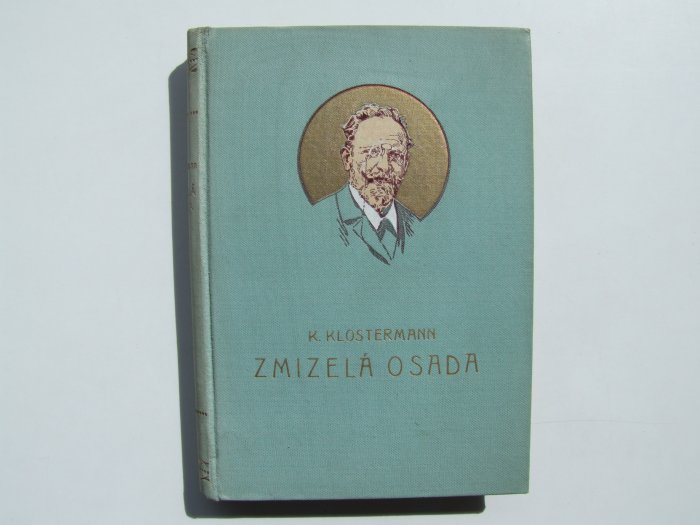 K. KLOSTERMANN
ZMIZELÁ OSADA